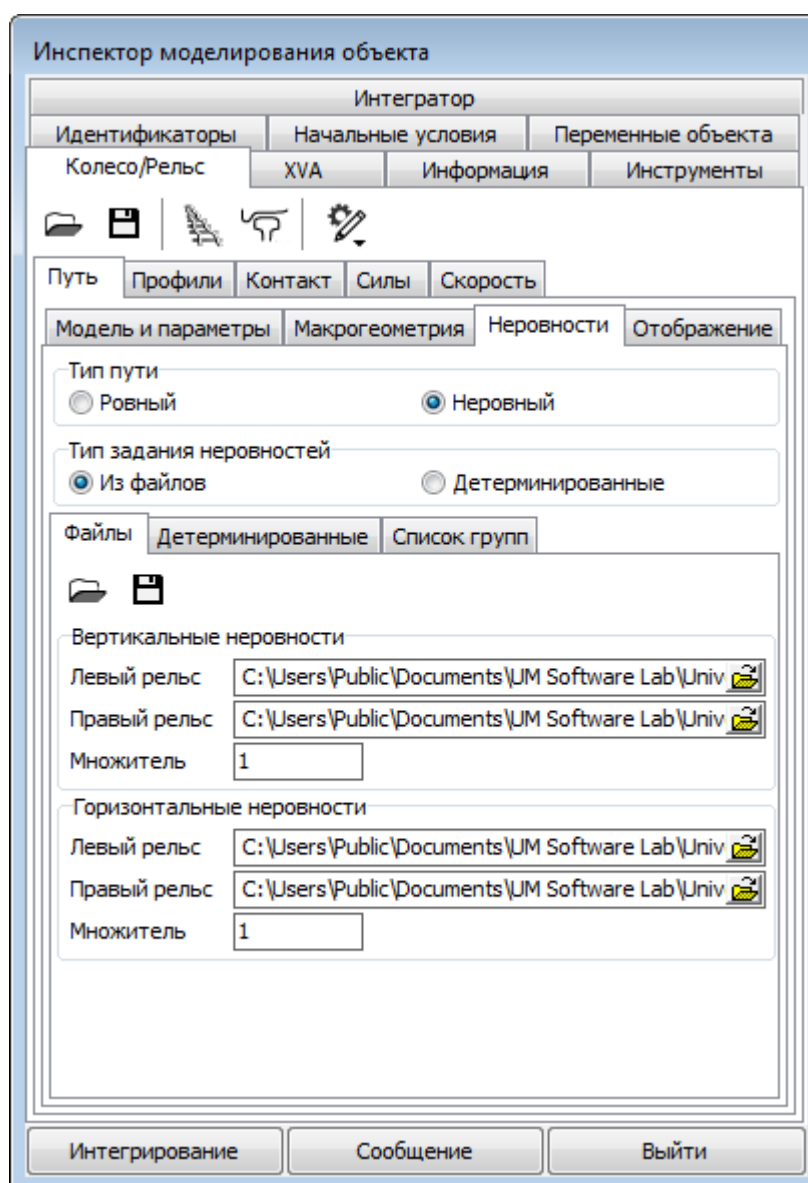 Инспектор моделирования объекта
Интегратор
Идентификаторы Начальные условия Переменные объекта
Колесо/Рельс XVA Информация Инструменты
Путь Профили Контакт Силы Скорость
Модель и параметры Макрогеометрия Неровности Отображение
Тип пути
Ровный Неровный
Тип задания неровностей
Из файлов Детерминированные
Файлы Детерминированные Список групп
Вертикальные неровности
Левый рельс C:\Users\Public\Documents\UM Software Lab\Univ
Правый рельс C:\Users\Public\Documents\UM Software Lab\Univ
Множитель 1
Горизонтальные неровности
Левый рельс C:\Users\Public\Documents\UM Software Lab\Univ
Правый рельс C:\Users\Public\Documents\UM Software Lab\Univ
Множитель 1
Интегрирование Сообщение Выйти